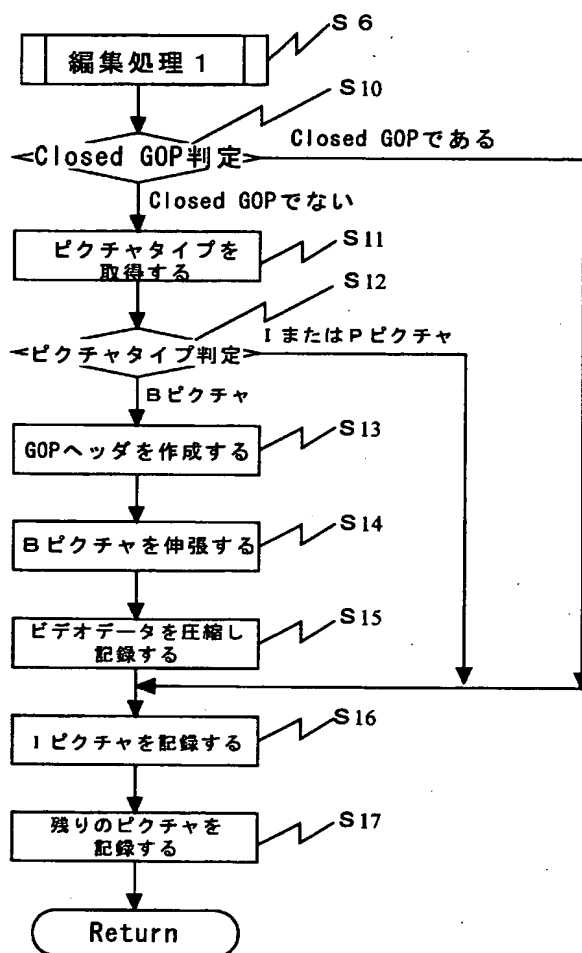 S6
編集処理1
S10
Closed GOP判定
Closed GOPである
Closed GOPでない
S11
ピクチャタイプを
取得する
S12
IまたはPピクチャ
ピクチャタイプ判定
Bピクチャ
S13
GOPヘッダを作成する
S14
Bピクチャを伸張する
S15
ビデオデータを圧縮し
記録する
S16
Iピクチャを記録する
S17
残りのピクチャを
記録する
Return